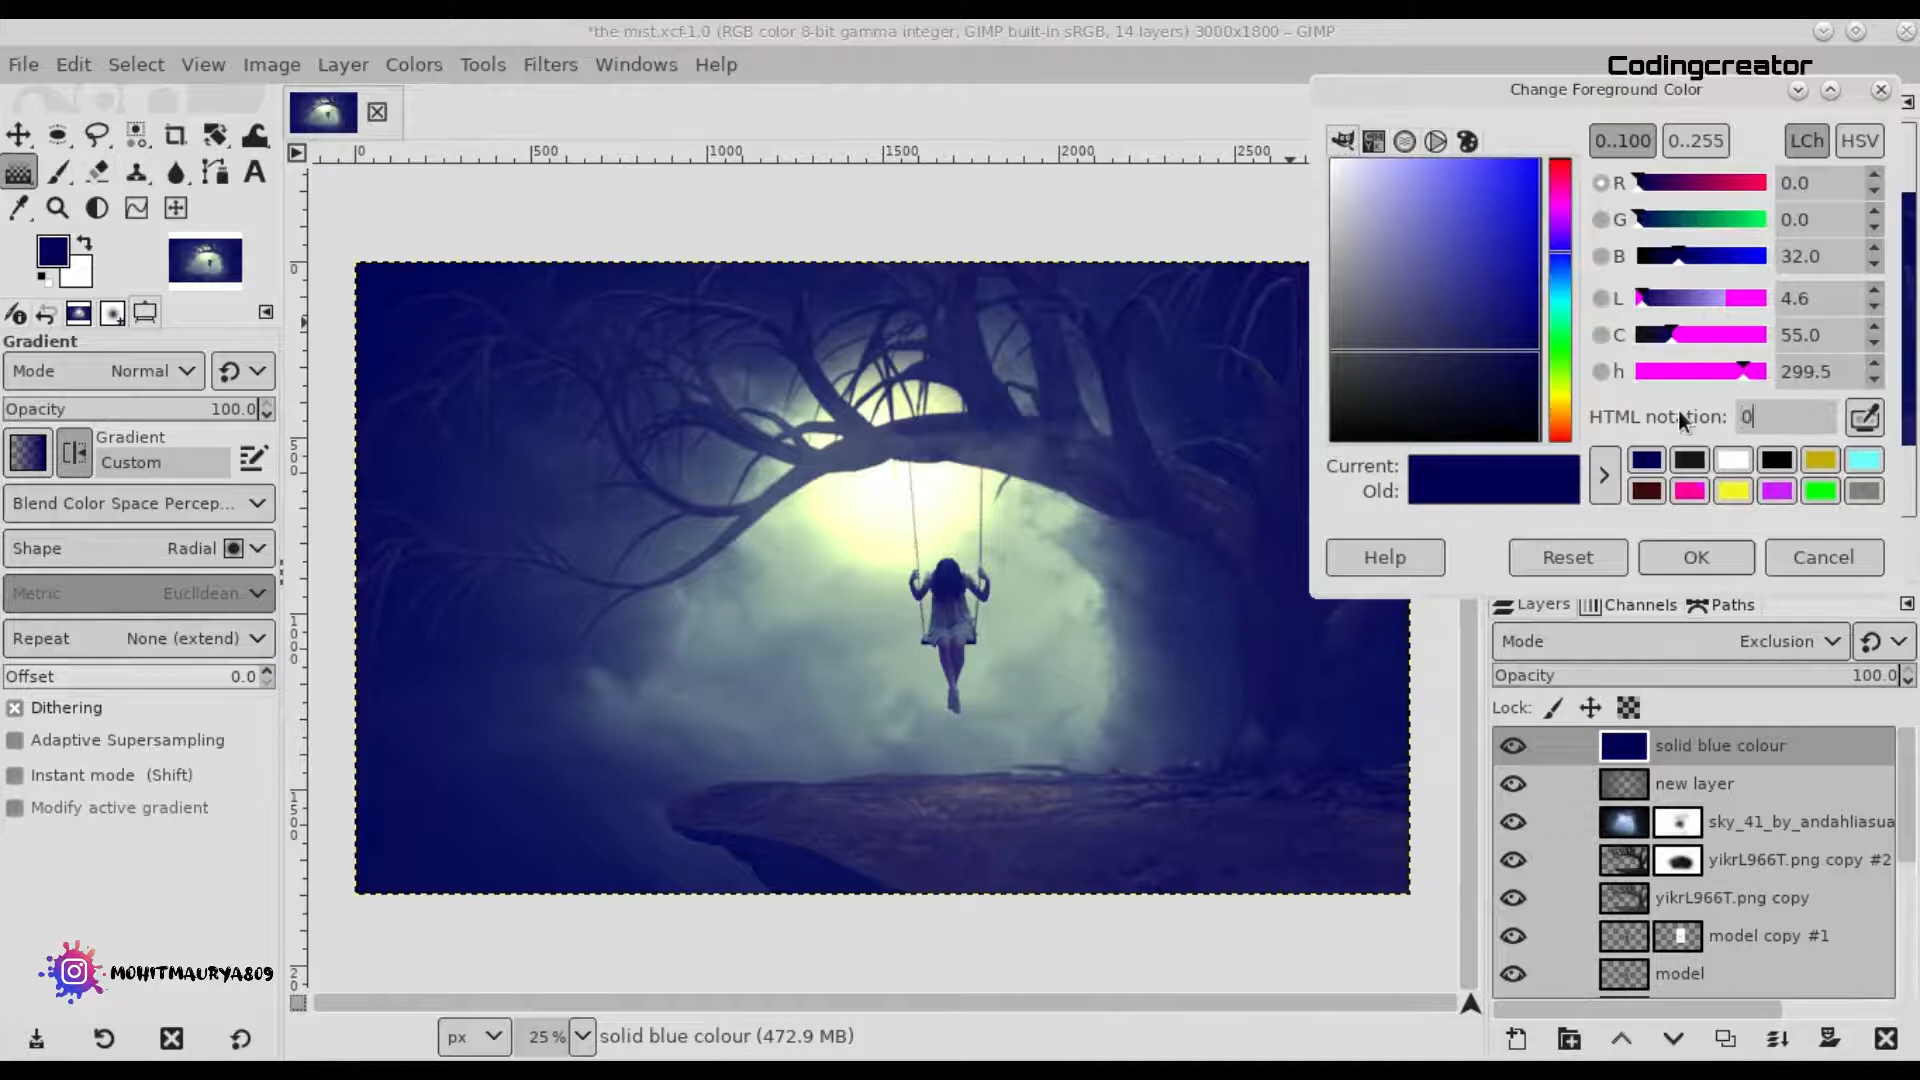 *the mist.xcf-1.0 (RGB color 8-bit gamma integer, GIMP built-in sRGB, 14 layers) 3000x1800 – GIMP
File Edit Select View Image Layer Colors Tools Filters Windows Help
Codingcreator
Change Foreground Color
0..100 0..255 LCh HSV
0 500 1000 1500 2000 2500
R 0.0
G 0.0
B 32.0
L 4.6
C 55.0
h 299.5
HTML notation: 0
Current:
Old:
Help Reset OK Cancel
Gradient
Mode Normal
Opacity 100.0
Gradient
Custom
Blend Color Space Percep...
Shape Radial
Metric Euclidean
Repeat None (extend)
Offset 0.0
Dithering
Adaptive Supersampling
Instant mode (Shift)
Modify active gradient
0
500
1000
1500
20
Layers Channels Paths
Mode Exclusion
Opacity 100.0
Lock:
solid blue colour
new layer
sky_41_by_andahliasua
yikrL966T.png copy #2
yikrL966T.png copy
model copy #1
model
MOHITMAURYA809
px 25 % solid blue colour (472.9 MB)